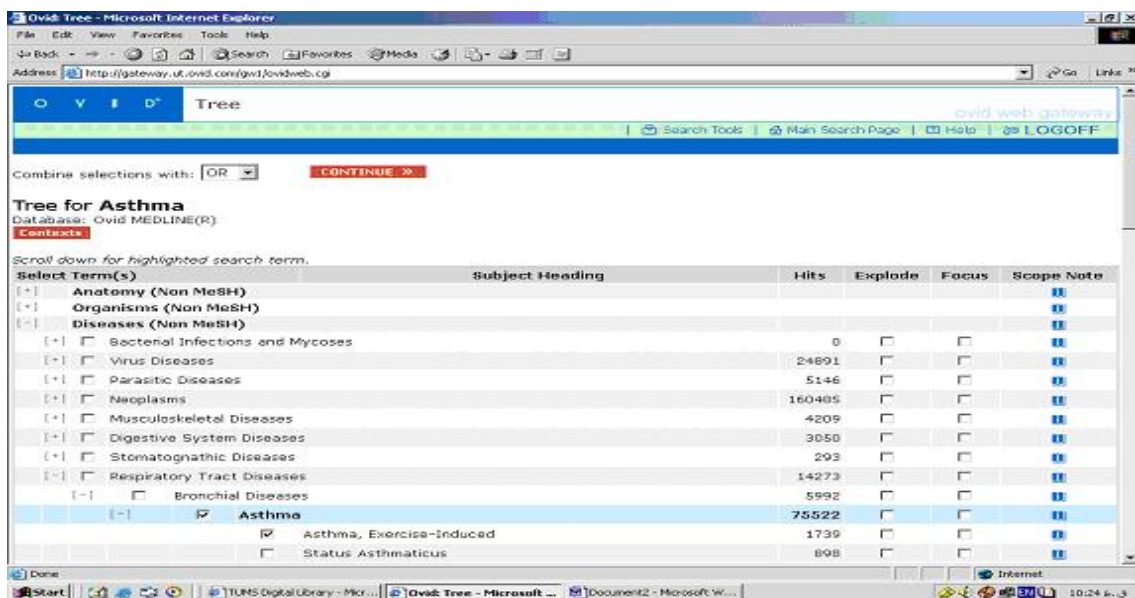 Ovid: Tree - Microsoft Internet Explorer
File Edit View Favorites Tools Help
Back Search Favorites Media
Address http://gateway.ut.ovid.com/gw1/ovidweb.cgi Go Links »
O V I D Tree
ovid web gateway
| Search Tools | Main Search Page | Help | LOGOFF
Combine selections with: OR CONTINUE »
Tree for Asthma
Database: Ovid MEDLINE(R)
Contexts
Scroll down for highlighted search term.
Select Term(s) Subject Heading Hits Explode Focus Scope Note
[+] Anatomy (Non MeSH)
[+] Organisms (Non MeSH)
[-] Diseases (Non MeSH)
[+] Bacterial Infections and Mycoses 0
[+] Virus Diseases 24891
[+] Parasitic Diseases 5146
[+] Neoplasms 160485
[+] Musculoskeletal Diseases 4209
[+] Digestive System Diseases 3050
[+] Stomatognathic Diseases 293
[-] Respiratory Tract Diseases 14273
[-] Bronchial Diseases 5992
[-] Asthma 75522
Asthma, Exercise-Induced 1739
Status Asthmaticus 898
Done Internet
Start TUMS Digital Library - Micr... Ovid: Tree - Microsoft ... Document2 - Microsoft W... EN 10:24